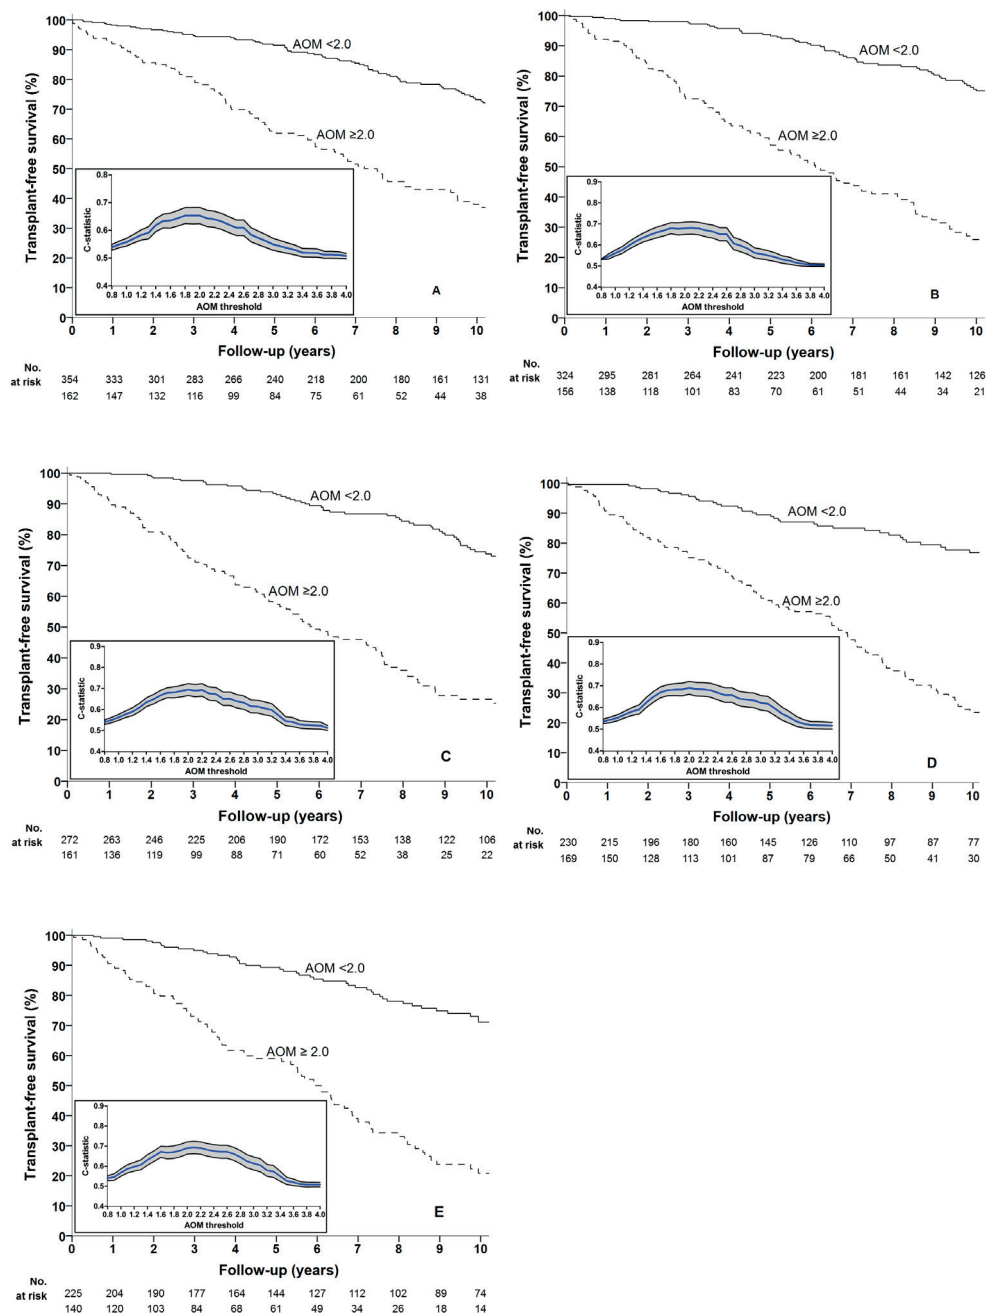 Transplant-free survival (%)
100
90
80
70
60
50
40
30
20
10
0
AOM <2.0
AOM ≥2.0
C-statistic
0.8
0.7
0.6
0.5
0.4
0.8 1.0 1.2 1.4 1.6 1.8 2.0 2.2 2.4 2.6 2.8 3.0 3.2 3.4 3.6 3.8 4.0
AOM threshold
A
0 1 2 3 4 5 6 7 8 9 10
Follow-up (years)
No.
at risk
354 333 301 283 266 240 218 200 180 161 131
162 147 132 116 99 84 75 61 52 44 38
Transplant-free survival (%)
100
90
80
70
60
50
40
30
20
10
0
AOM <2.0
AOM ≥2.0
C-statistic
0.9
0.8
0.7
0.6
0.5
0.4
0.8 1.0 1.2 1.4 1.6 1.8 2.0 2.2 2.4 2.6 2.8 3.0 3.2 3.4 3.6 3.8 4.0
AOM threshold
B
0 1 2 3 4 5 6 7 8 9 10
Follow-up (years)
No.
at risk
324 295 281 264 241 223 200 181 161 142 126
156 138 118 101 83 70 61 51 44 34 21
Transplant-free survival (%)
100
90
80
70
60
50
40
30
20
10
0
AOM <2.0
AOM ≥2.0
C-statistic
0.9
0.8
0.7
0.6
0.5
0.4
0.8 1.0 1.2 1.4 1.6 1.8 2.0 2.2 2.4 2.6 2.8 3.0 3.2 3.4 3.6 3.8 4.0
AOM threshold
C
0 1 2 3 4 5 6 7 8 9 10
Follow-up (years)
No.
at risk
272 263 246 225 206 190 172 153 138 122 106
161 136 119 99 88 71 60 52 38 25 22
Transplant-free survival (%)
100
90
80
70
60
50
40
30
20
10
0
AOM <2.0
AOM ≥2.0
C-statistic
0.9
0.8
0.7
0.6
0.5
0.4
0.8 1.0 1.2 1.4 1.6 1.8 2.0 2.2 2.4 2.6 2.8 3.0 3.2 3.4 3.6 3.8 4.0
AOM threshold
D
0 1 2 3 4 5 6 7 8 9 10
Follow-up (years)
No.
at risk
230 215 196 180 160 145 126 110 97 87 77
169 150 128 113 101 87 79 66 50 41 30
Transplant-free survival (%)
100
90
80
70
60
50
40
30
20
10
0
AOM <2.0
AOM ≥ 2.0
C-statistic
0.9
0.8
0.7
0.6
0.5
0.4
0.8 1.0 1.2 1.4 1.6 1.8 2.0 2.2 2.4 2.6 2.8 3.0 3.2 3.4 3.6 3.8 4.0
AOM threshold
E
0 1 2 3 4 5 6 7 8 9 10
Follow-up (years)
No.
at risk
225 204 190 177 164 144 127 112 102 89 74
140 120 103 84 68 61 49 34 26 18 14